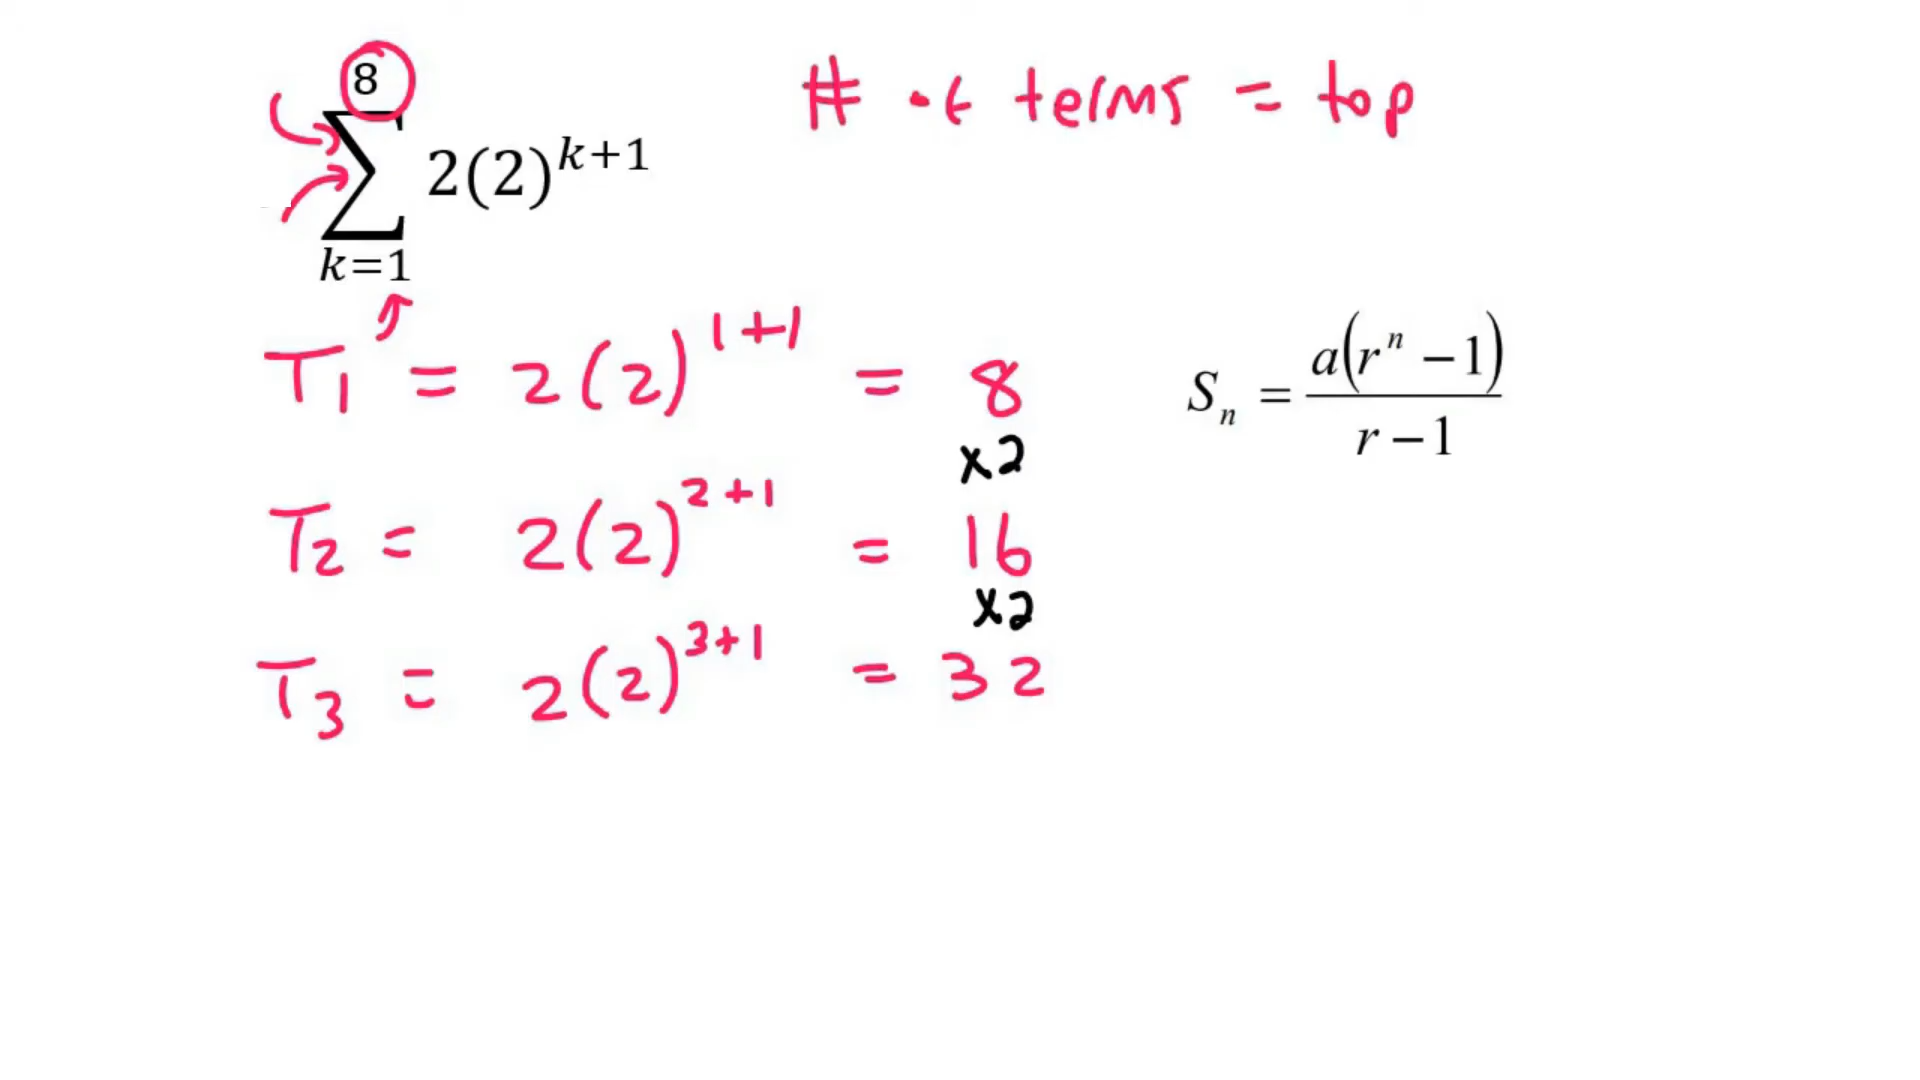 8
∑ 2(2)^{k+1}
k=1
# of terms = top
T₁ = 2(2)^{1+1} = 8
x2
T₂ = 2(2)^{2+1} = 16
x2
T₃ = 2(2)^{3+1} = 32
Sₙ = a(rⁿ − 1)
r − 1